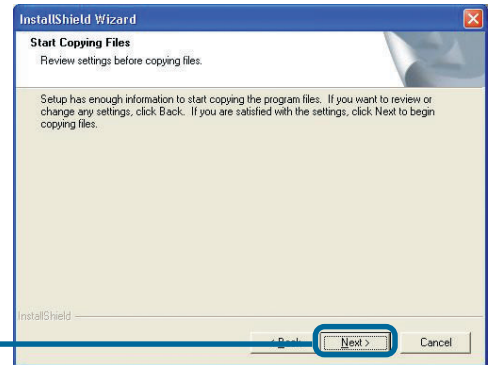 InstallShield Wizard
Start Copying Files
Review settings before copying files.
Setup has enough information to start copying the program files. If you want to review or
change any settings, click Back. If you are satisfied with the settings, click Next to begin
copying files.
InstallShield
< Back Next > Cancel